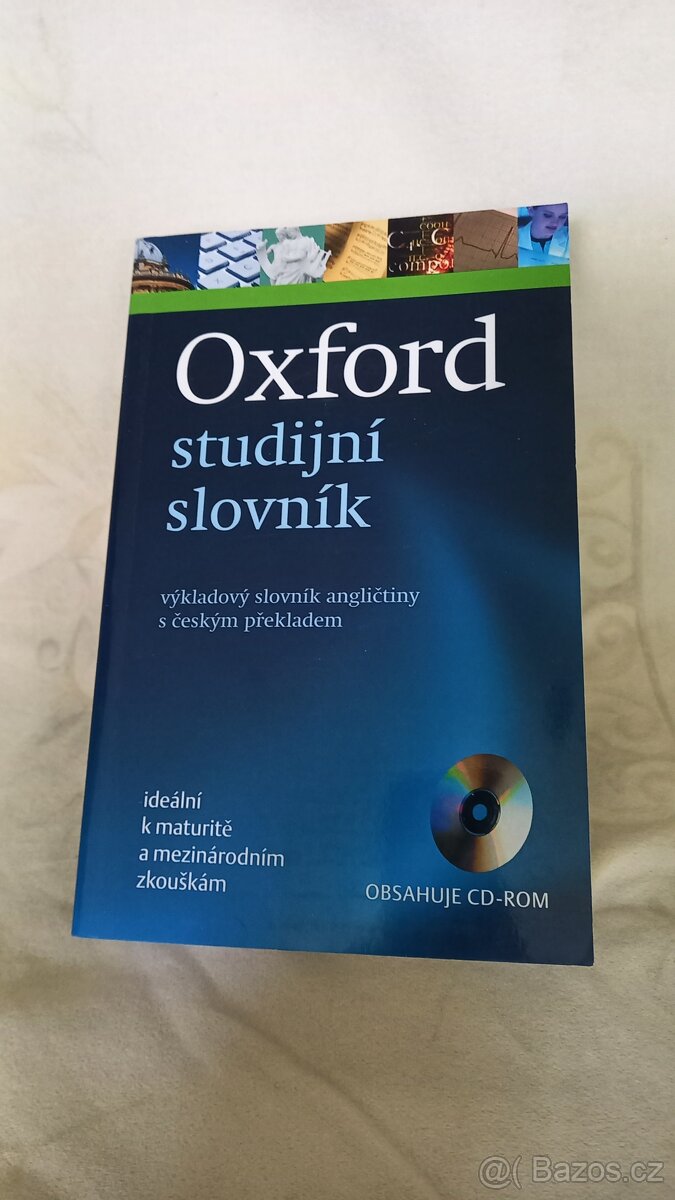 Oxford
studijní
slovník
výkladový slovník angličtiny
s českým překladem
ideální
k maturitě
a mezinárodním
zkouškám
OBSAHUJE CD-ROM
@( Bazos.cz